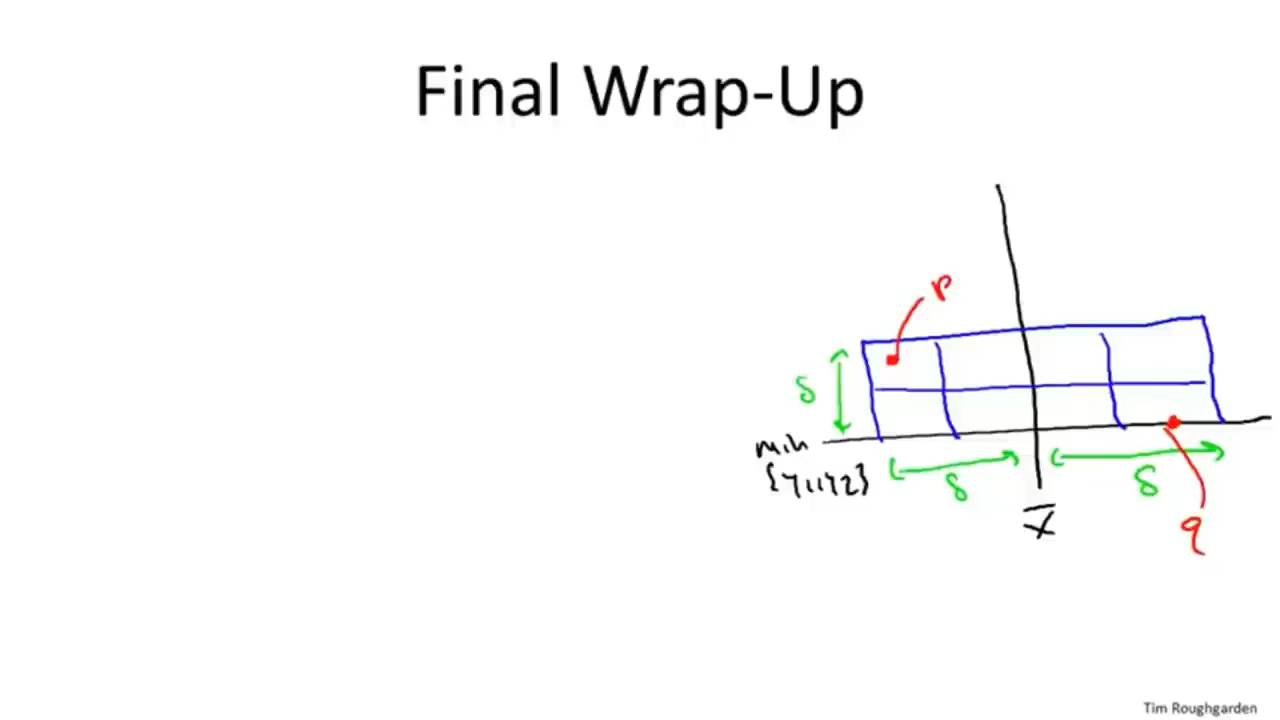 Final Wrap-Up
p
δ
min
{y1,y2}
δ
δ
x̄
q
Tim Roughgarden